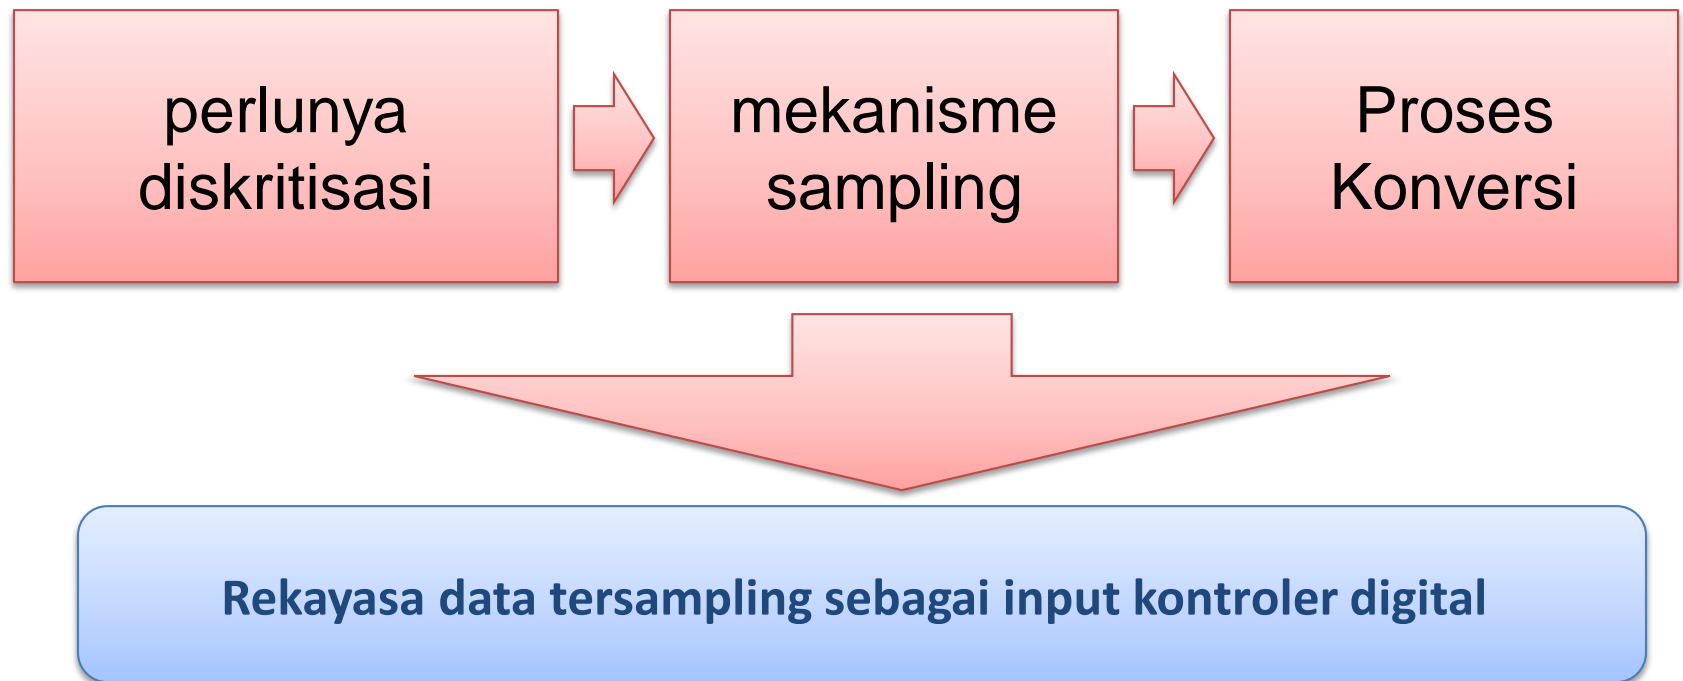 perlunya
diskritisasi
mekanisme
sampling
Proses
Konversi
Rekayasa data tersampling sebagai input kontroler digital